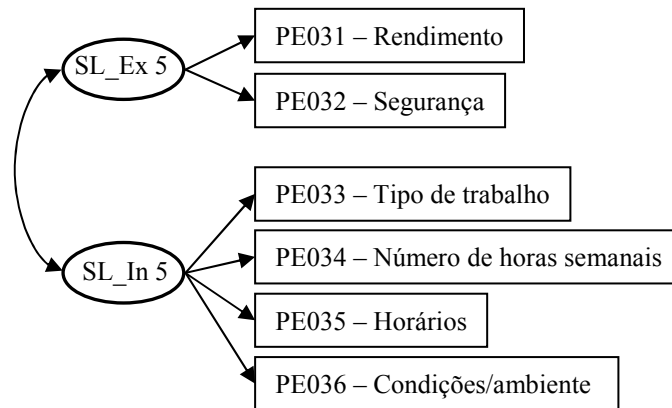 SL_Ex 5
PE031 – Rendimento
PE032 – Segurança
SL_In 5
PE033 – Tipo de trabalho
PE034 – Número de horas semanais
PE035 – Horários
PE036 – Condições/ambiente